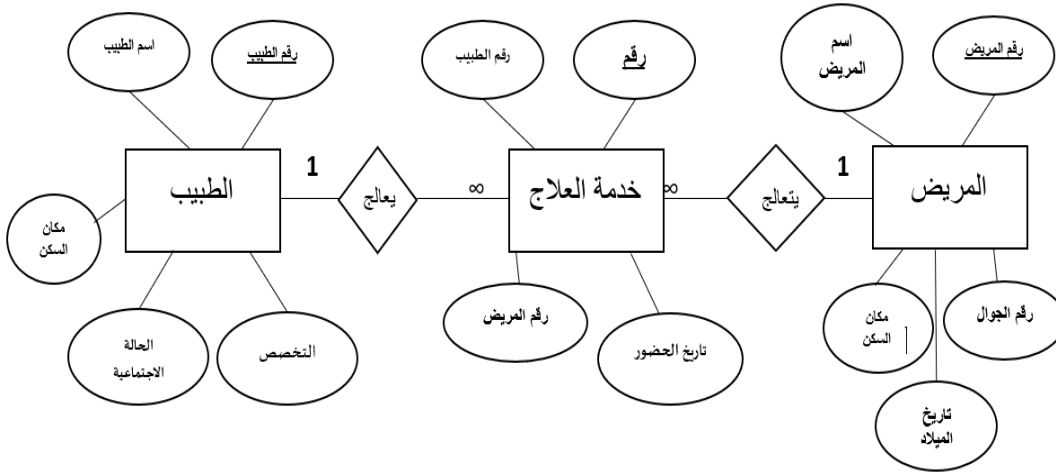 اسم
المريض
رقم المريض
رقم
رقم الطبيب
رقم الطبيب
اسم الطبيب
المريض
1
يتعالج
∞
خدمة العلاج
∞
يعالج
1
الطبيب
مكان
السكن
رقم الجوال
مكان
السكن
تاريخ
الميلاد
تاريخ الحضور
رقم المريض
التخصص
الحالة
الاجتماعية